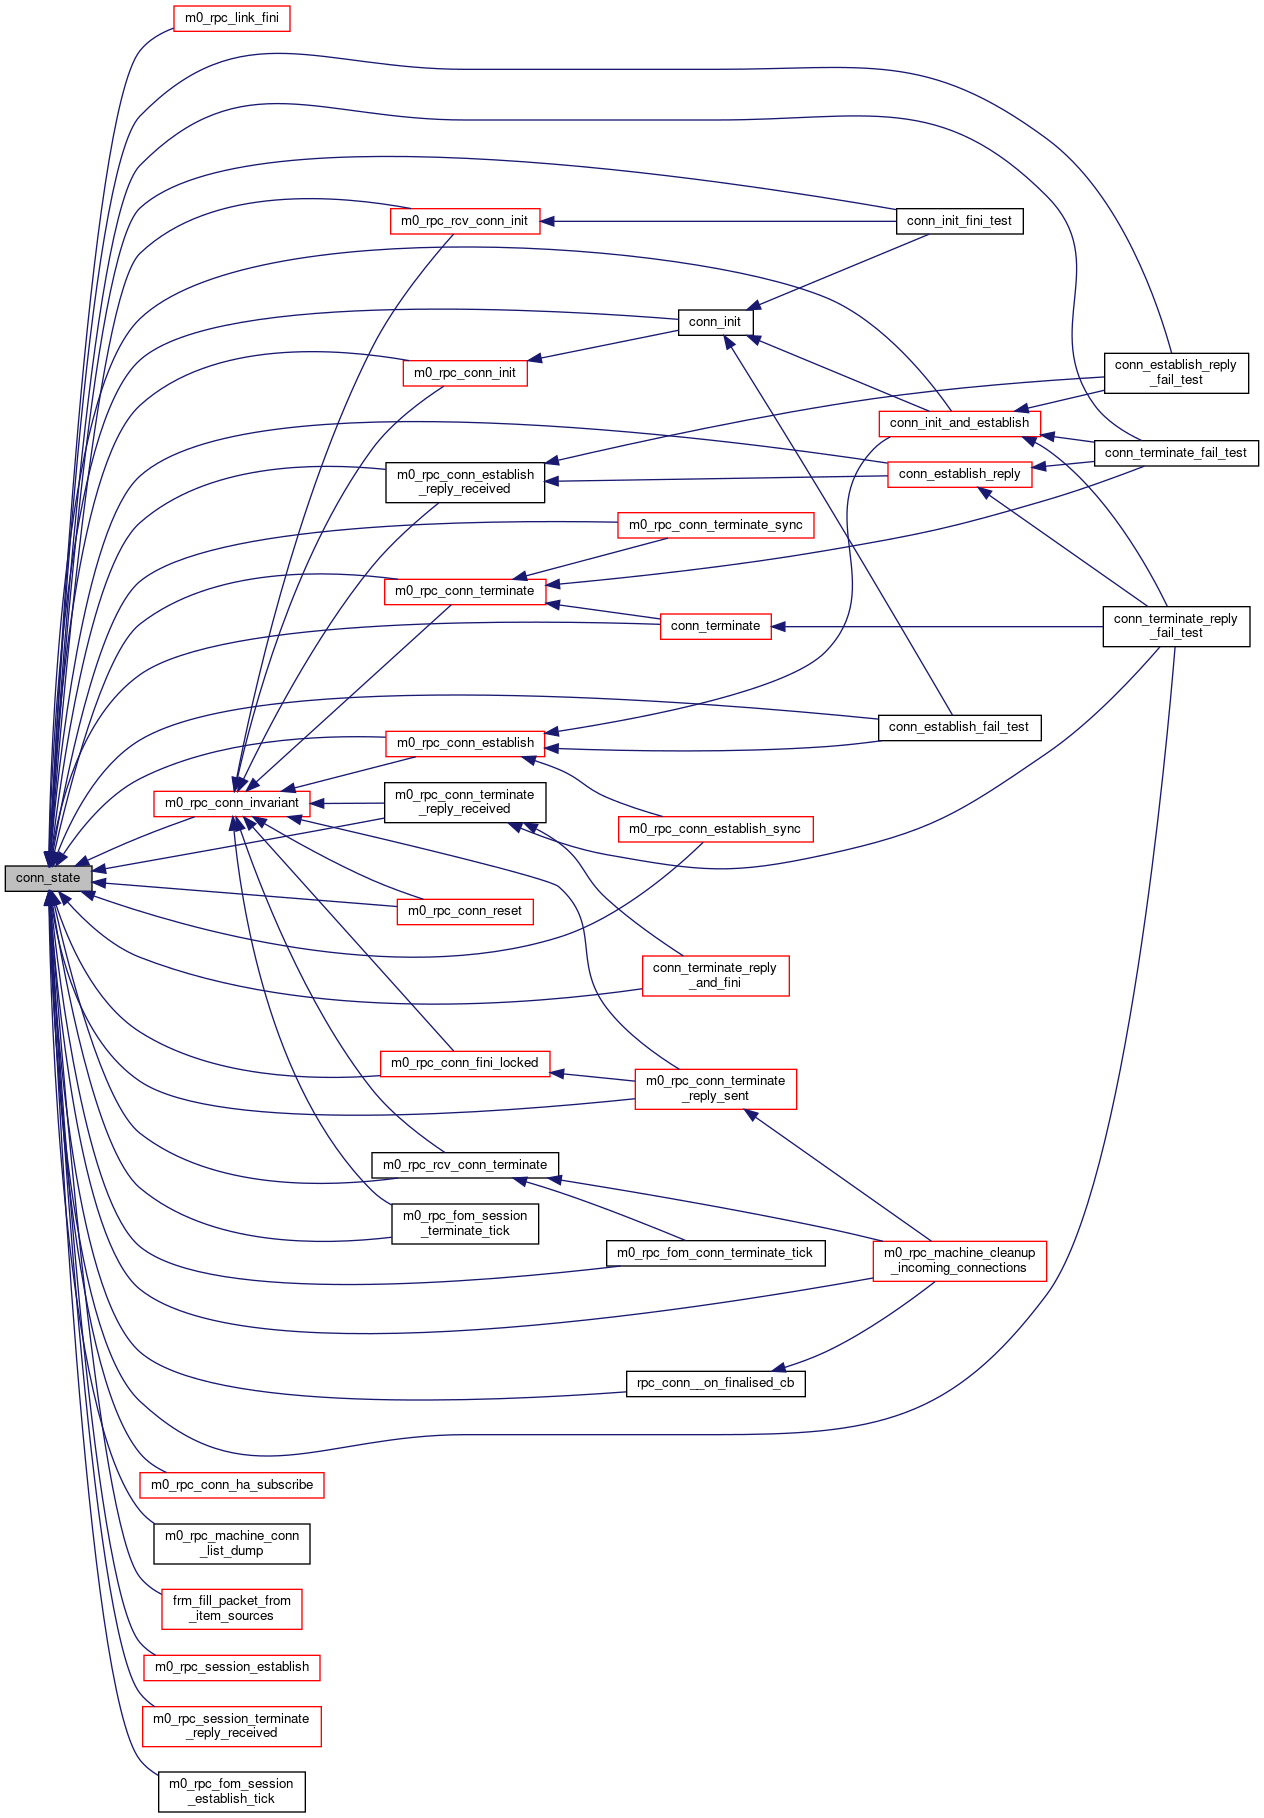 m0_rpc_link_fini
m0_rpc_rcv_conn_init
conn_init_fini_test
conn_init
m0_rpc_conn_init
conn_establish_reply
_fail_test
conn_init_and_establish
conn_terminate_fail_test
m0_rpc_conn_establish
_reply_received
conn_establish_reply
m0_rpc_conn_terminate_sync
m0_rpc_conn_terminate
conn_terminate
conn_terminate_reply
_fail_test
conn_establish_fail_test
m0_rpc_conn_establish
m0_rpc_conn_invariant
m0_rpc_conn_terminate
_reply_received
m0_rpc_conn_establish_sync
conn_state
m0_rpc_conn_reset
conn_terminate_reply
_and_fini
m0_rpc_conn_fini_locked
m0_rpc_conn_terminate
_reply_sent
m0_rpc_rcv_conn_terminate
m0_rpc_fom_session
_terminate_tick
m0_rpc_fom_conn_terminate_tick
m0_rpc_machine_cleanup
_incoming_connections
rpc_conn__on_finalised_cb
m0_rpc_conn_ha_subscribe
m0_rpc_machine_conn
_list_dump
frm_fill_packet_from
_item_sources
m0_rpc_session_establish
m0_rpc_session_terminate
_reply_received
m0_rpc_fom_session
_establish_tick